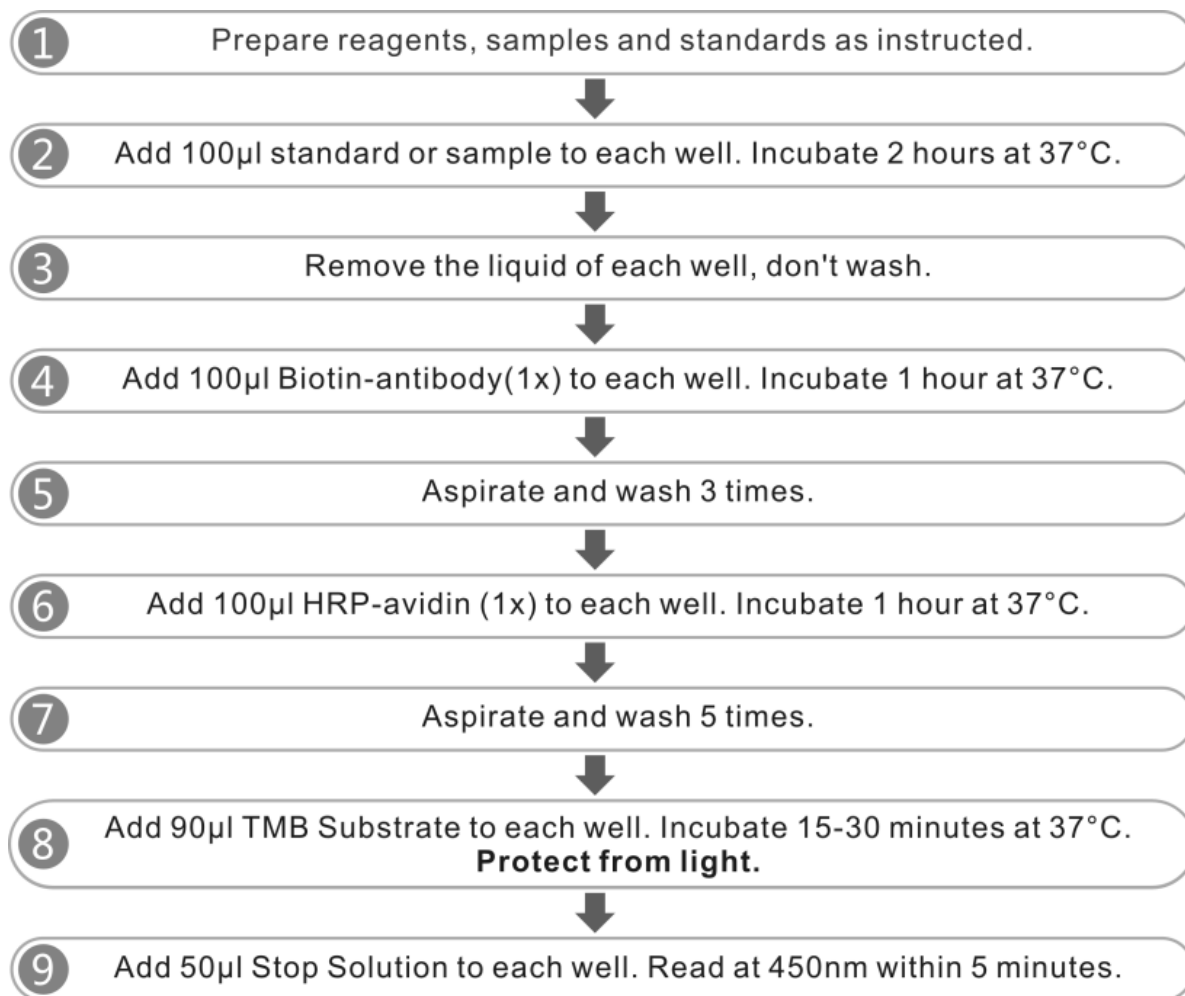 1 Prepare reagents, samples and standards as instructed.
2 Add 100µl standard or sample to each well. Incubate 2 hours at 37°C.
3 Remove the liquid of each well, don't wash.
4 Add 100µl Biotin-antibody(1x) to each well. Incubate 1 hour at 37°C.
5 Aspirate and wash 3 times.
6 Add 100µl HRP-avidin (1x) to each well. Incubate 1 hour at 37°C.
7 Aspirate and wash 5 times.
8 Add 90µl TMB Substrate to each well. Incubate 15-30 minutes at 37°C.
Protect from light.
9 Add 50µl Stop Solution to each well. Read at 450nm within 5 minutes.